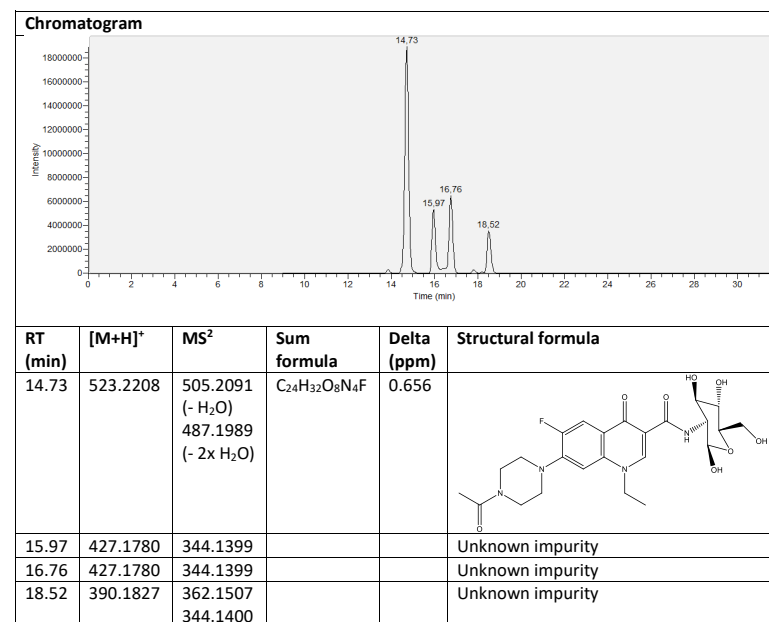 Chromatogram
14,73
16,76
15,97
18,52
18000000
16000000
14000000
12000000
10000000
8000000
6000000
4000000
2000000
0
Intensity
0 2 4 6 8 10 12 14 16 18 20 22 24 26 28 30
Time (min)
RT (min) [M+H]⁺ MS² Sum formula Delta (ppm) Structural formula
14.73 523.2208 505.2091 C₂₄H₃₂O₈N₄F 0.656
(- H₂O)
487.1989
(- 2x H₂O)
HO OH
O O
F N H OH
N N O
OH
N
O
15.97 427.1780 344.1399 Unknown impurity
16.76 427.1780 344.1399 Unknown impurity
18.52 390.1827 362.1507 Unknown impurity
344.1400